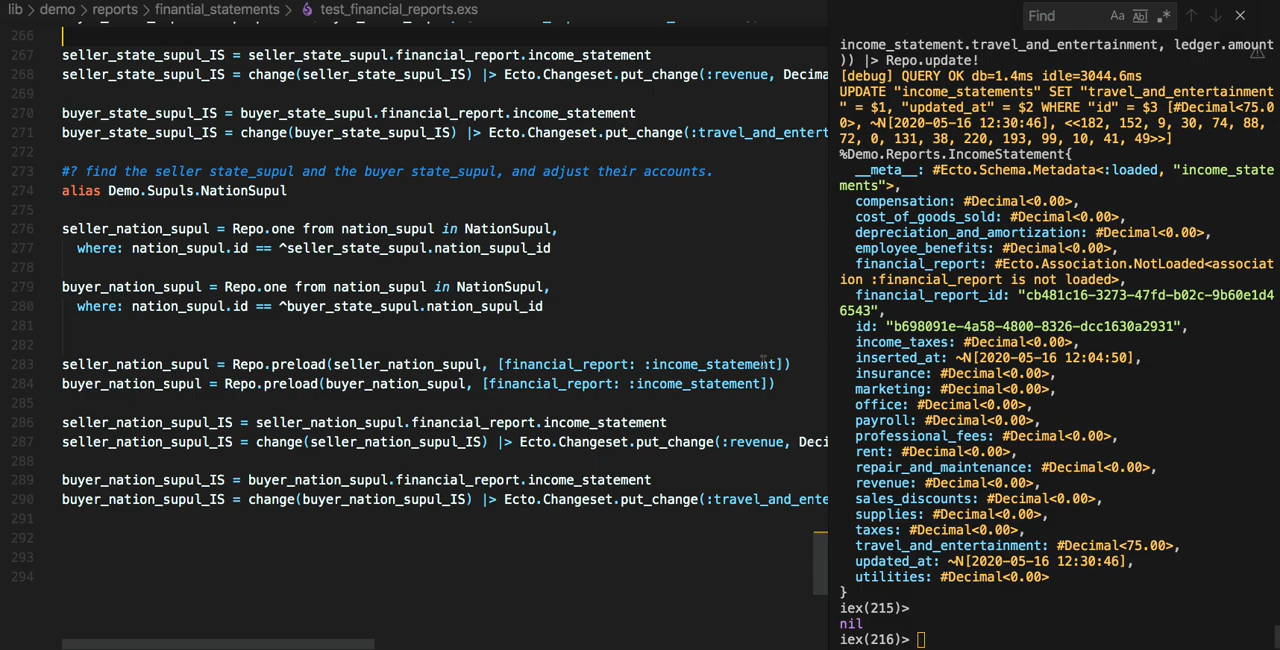 lib > demo > reports > finantial_statements > test_financial_reports.exs
266
267 seller_state_supul_IS = seller_state_supul.financial_report.income_statement
268 seller_state_supul_IS = change(seller_state_supul_IS) |> Ecto.Changeset.put_change(:revenue, Decima
269
270 buyer_state_supul_IS = buyer_state_supul.financial_report.income_statement
271 buyer_state_supul_IS = change(buyer_state_supul_IS) |> Ecto.Changeset.put_change(:travel_and_entert
272
273 #? find the seller state_supul and the buyer state_supul, and adjust their accounts.
274 alias Demo.Supuls.NationSupul
275
276 seller_nation_supul = Repo.one from nation_supul in NationSupul,
277 where: nation_supul.id == ^seller_state_supul.nation_supul_id
278
279 buyer_nation_supul = Repo.one from nation_supul in NationSupul,
280 where: nation_supul.id == ^buyer_state_supul.nation_supul_id
281
282
283 seller_nation_supul = Repo.preload(seller_nation_supul, [financial_report: :income_statement])
284 buyer_nation_supul = Repo.preload(buyer_nation_supul, [financial_report: :income_statement])
285
286 seller_nation_supul_IS = seller_nation_supul.financial_report.income_statement
287 seller_nation_supul_IS = change(seller_nation_supul_IS) |> Ecto.Changeset.put_change(:revenue, Deci
288
289 buyer_nation_supul_IS = buyer_nation_supul.financial_report.income_statement
290 buyer_nation_supul_IS = change(buyer_nation_supul_IS) |> Ecto.Changeset.put_change(:travel_and_ente
291
292
293
294
Find Aa Abl .*
income_statement.travel_and_entertainment, ledger.amount
)) |> Repo.update!
[debug] QUERY OK db=1.4ms idle=3044.6ms
UPDATE "income_statements" SET "travel_and_entertainment
" = $1, "updated_at" = $2 WHERE "id" = $3 [#Decimal<75.0
0>, ~N[2020-05-16 12:30:46], <<182, 152, 9, 30, 74, 88,
72, 0, 131, 38, 220, 193, 99, 10, 41, 49>>]
%Demo.Reports.IncomeStatement{
__meta__: #Ecto.Schema.Metadata<:loaded, "income_state
ments">,
compensation: #Decimal<0.00>,
cost_of_goods_sold: #Decimal<0.00>,
depreciation_and_amortization: #Decimal<0.00>,
employee_benefits: #Decimal<0.00>,
financial_report: #Ecto.Association.NotLoaded<associat
ion :financial_report is not loaded>,
financial_report_id: "cb481c16-3273-47fd-b02c-9b60e1d4
6543",
id: "b698091e-4a58-4800-8326-dcc1630a2931",
income_taxes: #Decimal<0.00>,
inserted_at: ~N[2020-05-16 12:04:50],
insurance: #Decimal<0.00>,
marketing: #Decimal<0.00>,
office: #Decimal<0.00>,
payroll: #Decimal<0.00>,
professional_fees: #Decimal<0.00>,
rent: #Decimal<0.00>,
repair_and_maintenance: #Decimal<0.00>,
revenue: #Decimal<0.00>,
sales_discounts: #Decimal<0.00>,
supplies: #Decimal<0.00>,
taxes: #Decimal<0.00>,
travel_and_entertainment: #Decimal<75.00>,
updated_at: ~N[2020-05-16 12:30:46],
utilities: #Decimal<0.00>
}
iex(215)>
nil
iex(216)>